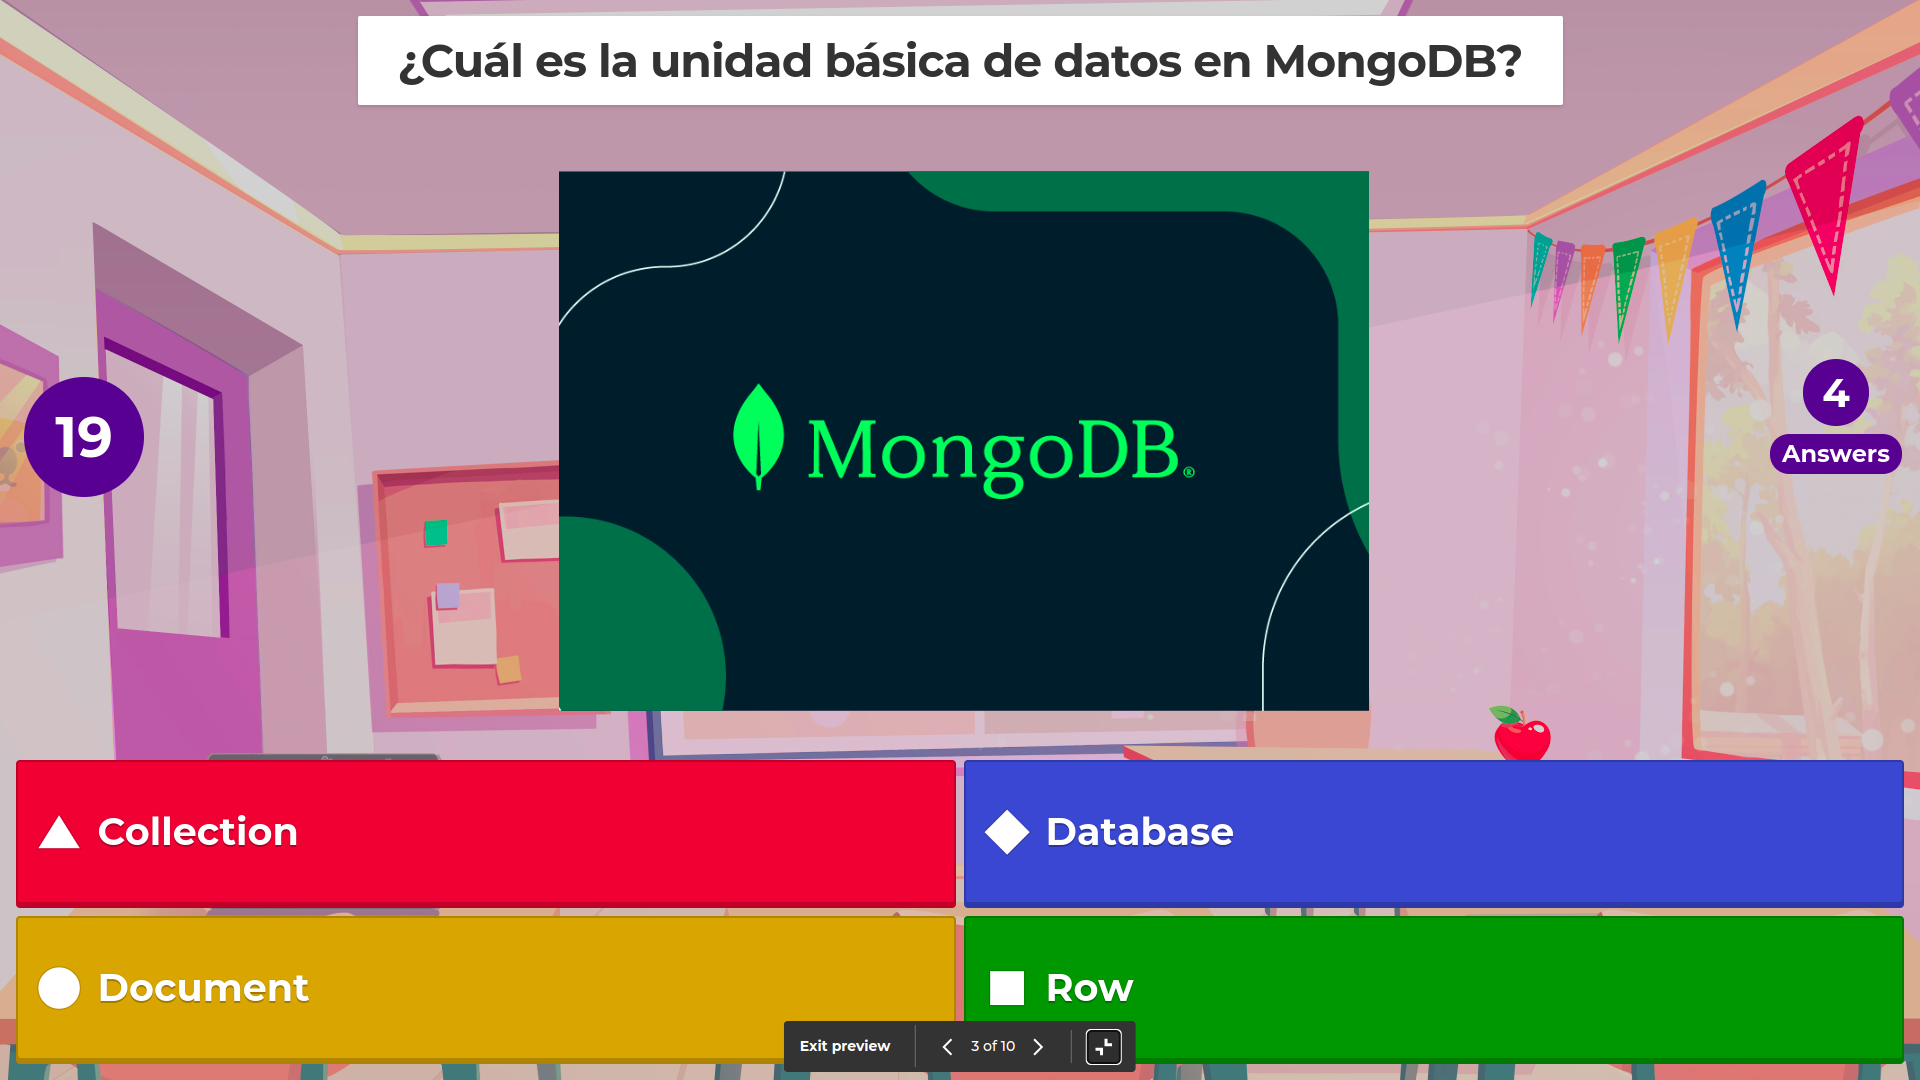 ¿Cuál es la unidad básica de datos en MongoDB?
MongoDB®
19
4
Answers
Collection
Database
Document
Row
Exit preview
3 of 10